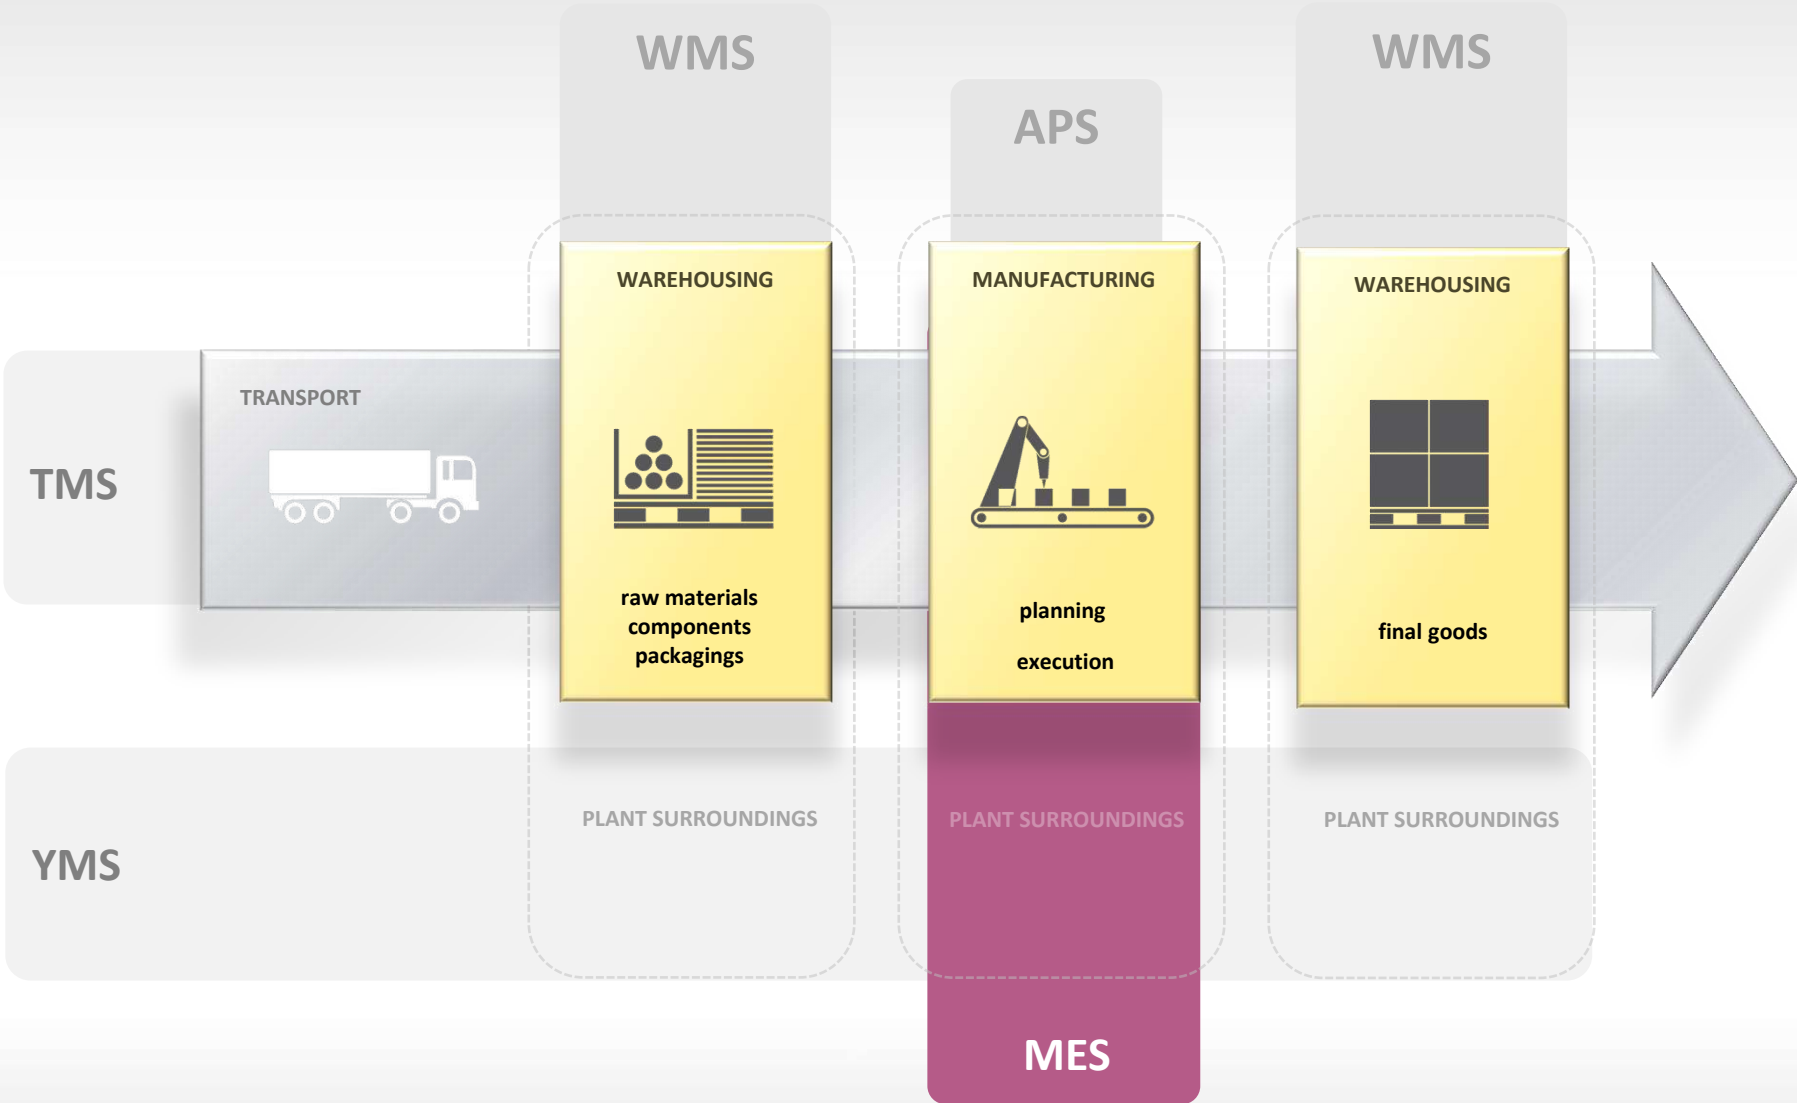 WMS
WMS
APS
WAREHOUSING
MANUFACTURING
WAREHOUSING
TRANSPORT
TMS
raw materials
components
packagings
planning
execution
final goods
PLANT SURROUNDINGS
PLANT SURROUNDINGS
PLANT SURROUNDINGS
YMS
MES